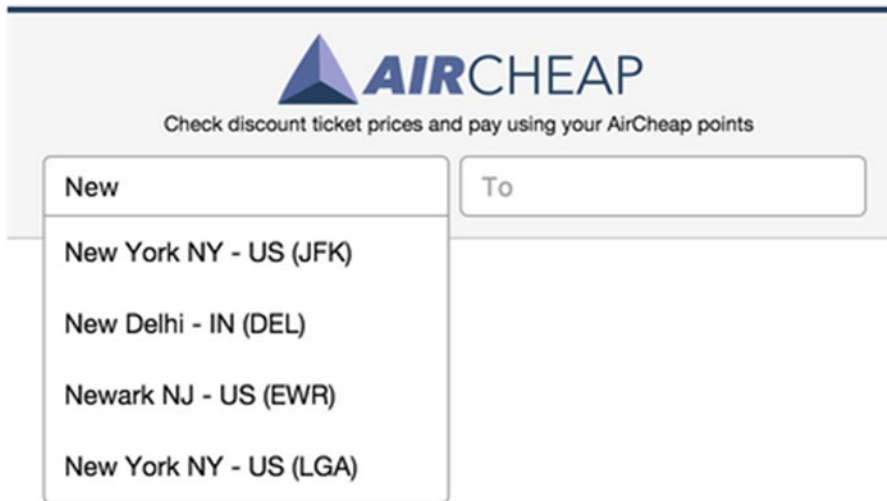 AIRCHEAP
Check discount ticket prices and pay using your AirCheap points
New
To
New York NY - US (JFK)
New Delhi - IN (DEL)
Newark NJ - US (EWR)
New York NY - US (LGA)